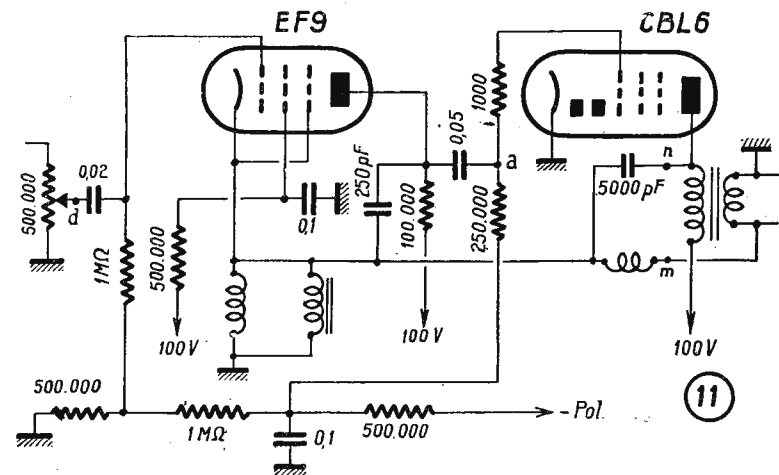 EF9
CBL6
0,02
500.000
d
1MΩ
500.000
100V
0,1
250pF
100.000
100V
0,05
a
1000
250.000
n
5000pF
m
100V
500.000
1MΩ
0,1
500.000
-Pol.
11